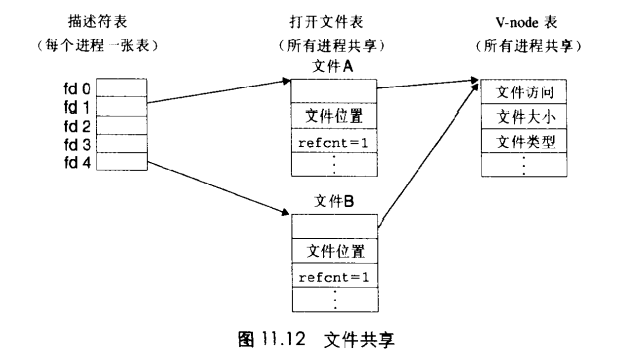 描述符表
(每个进程一张表)
打开文件表
(所有进程共享)
V-node 表
(所有进程共享)
文件A
fd 0
fd 1
fd 2
fd 3
fd 4
文件位置
refcnt=1
⋮
文件访问
文件大小
文件类型
⋮
文件B
文件位置
refcnt=1
⋮
图 11.12 文件共享